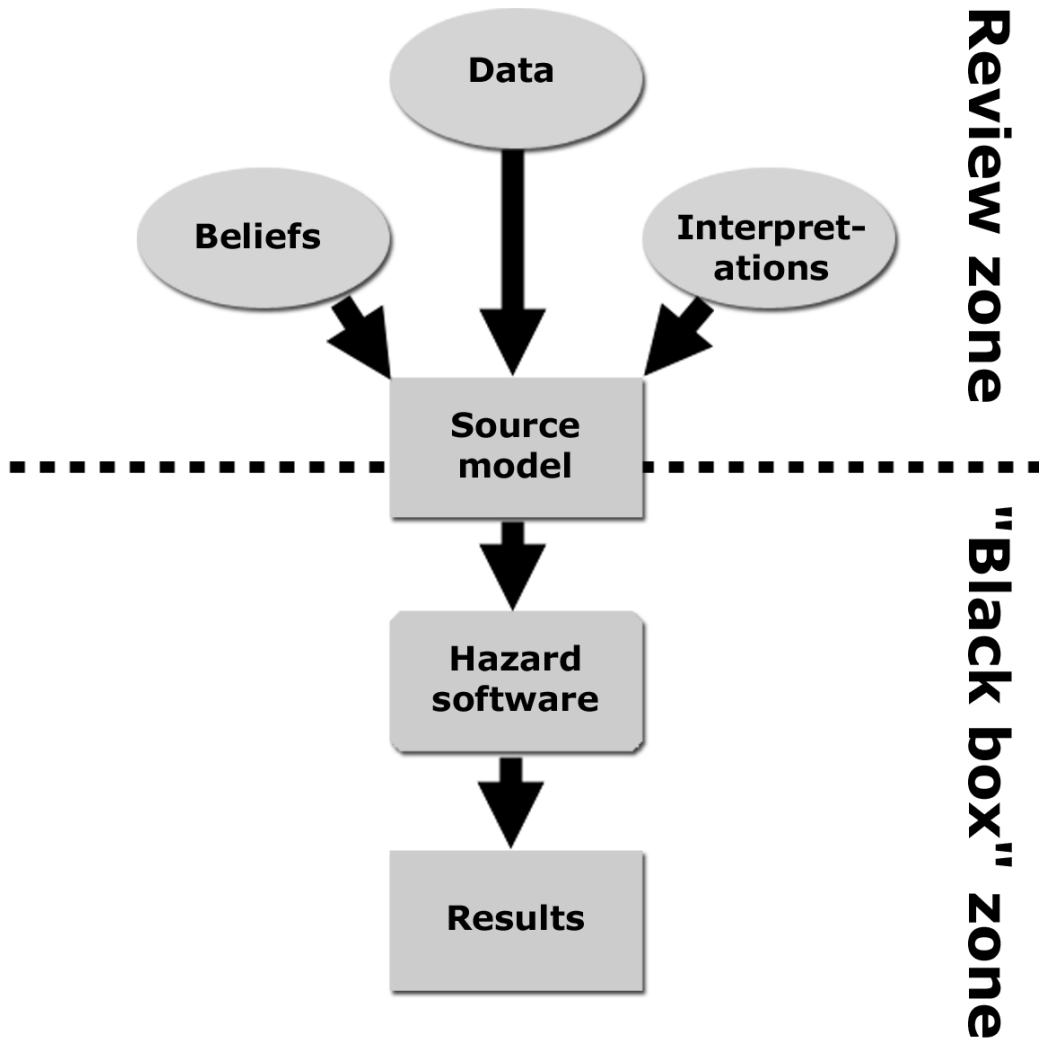 Data
Beliefs
Interpret-
ations
Source
model
Hazard
software
Results
Review zone
"Black box" zone